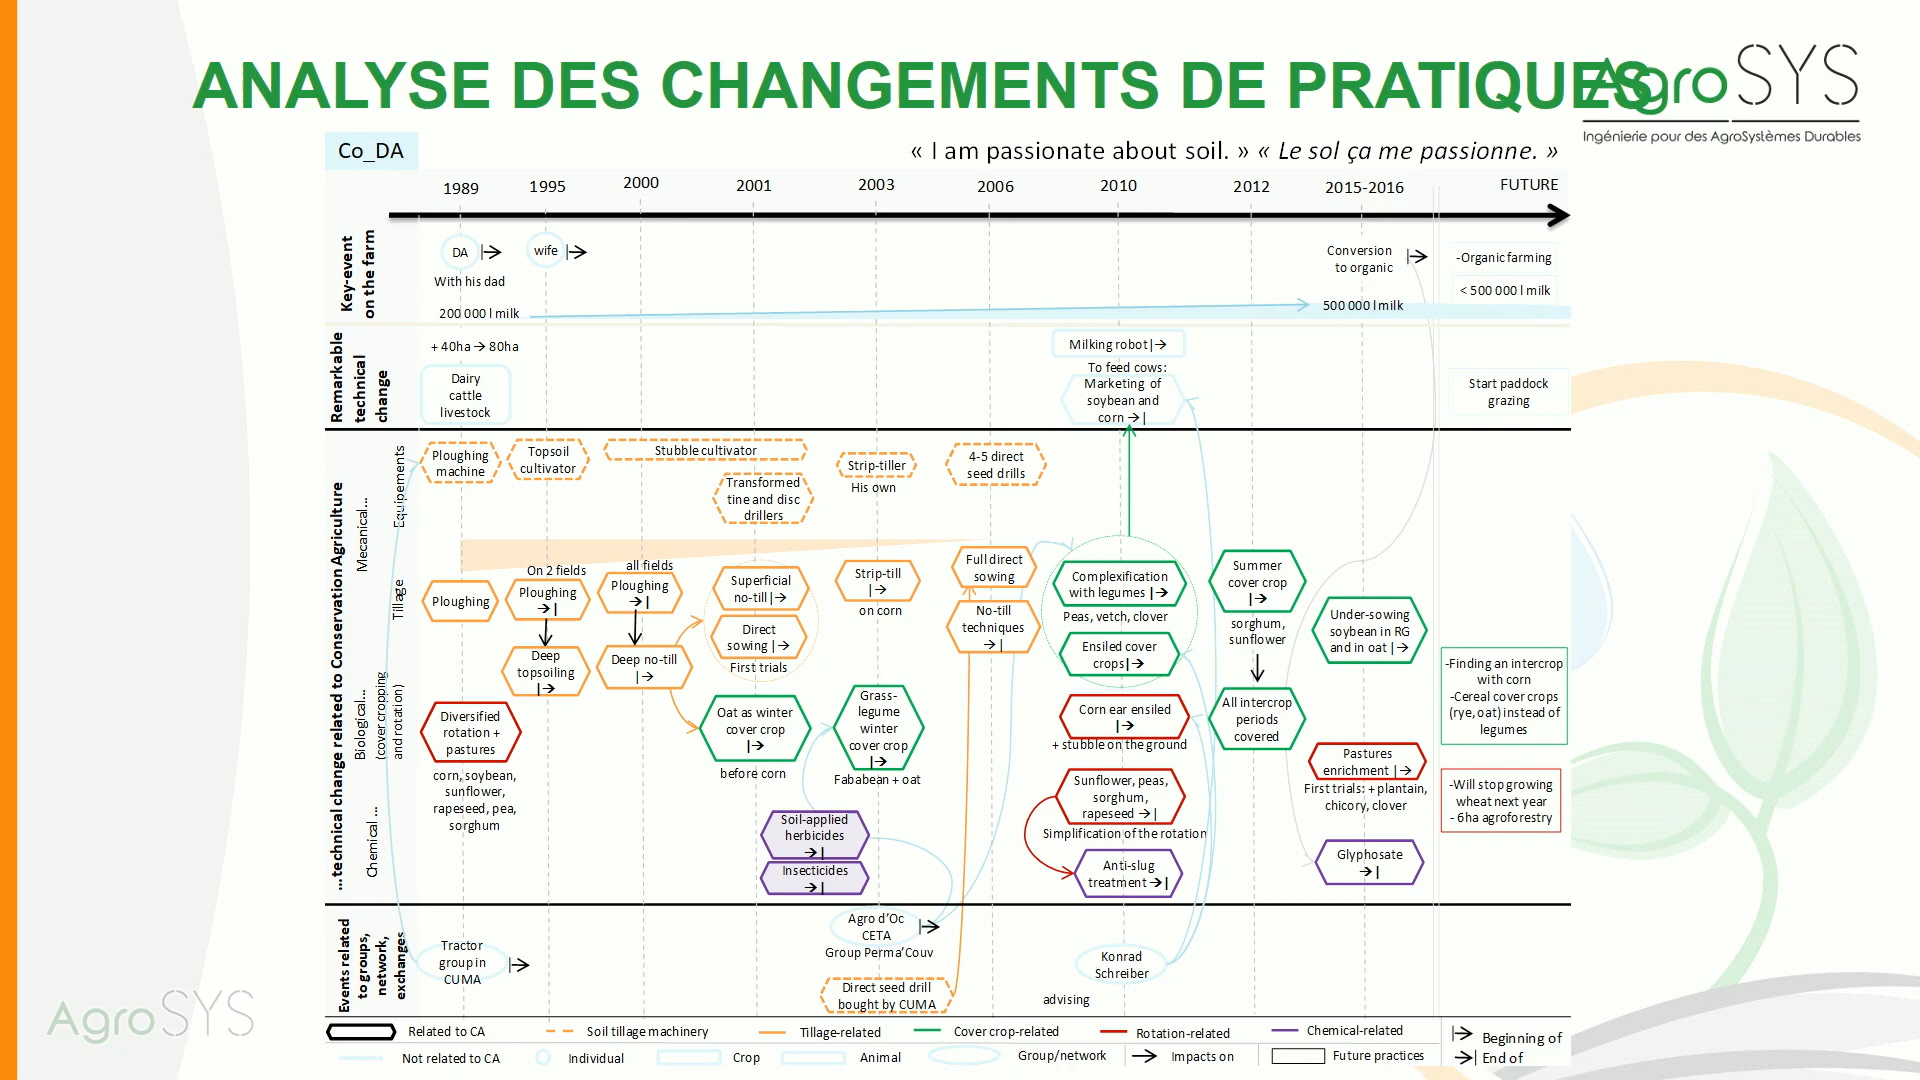 ANALYSE DES CHANGEMENTS DE PRATIQUES
AgroSYS
Ingénierie pour des AgroSystèmes Durables
Co_DA
« I am passionate about soil. » « Le sol ça me passionne. »
1989 1995 2000 2001 2003 2006 2010 2012 2015-2016 FUTURE
Key-event
on the farm
DA |→
With his dad
wife |→
200 000 l milk
Conversion
to organic |→
500 000 l milk
-Organic farming
< 500 000 l milk
Remarkable
technical
change
+ 40ha → 80ha
Dairy
cattle
livestock
Milking robot|→
To feed cows:
Marketing of
soybean and
corn →|
Start paddock
grazing
...technical change related to Conservation Agriculture
Mecanical...
Equipements
Ploughing
machine
Topsoil
cultivator
Stubble cultivator
Transformed
tine and disc
drillers
Strip-tiller
His own
4-5 direct
seed drills
Tillage
Ploughing
On 2 fields
Ploughing
→|
Deep
topsoiling
|→
all fields
Ploughing
→|
Deep no-till
|→
Superficial
no-till|→
Direct
sowing |→
First trials
Strip-till
|→
on corn
Full direct
sowing
No-till
techniques
→|
Complexification
with legumes |→
Peas, vetch, clover
Ensiled cover
crops|→
Summer
cover crop
|→
sorghum,
sunflower
Under-sowing
soybean in RG
and in oat |→
Biological...
(cover cropping
and rotation)
Diversified
rotation +
pastures
corn, soybean,
sunflower,
rapeseed, pea,
sorghum
Oat as winter
cover crop
|→
before corn
Grass-
legume
winter
cover crop
|→
Fababean + oat
Corn ear ensiled
|→
+ stubble on the ground
Sunflower, peas,
sorghum,
rapeseed →|
Simplification of the rotation
All intercrop
periods
covered
Pastures
enrichment |→
First trials: + plantain,
chicory, clover
-Finding an intercrop
with corn
-Cereal cover crops
(rye, oat) instead of
legumes
-Will stop growing
wheat next year
- 6ha agroforestry
Chemical ...
Soil-applied
herbicides
→|
Insecticides
→|
Anti-slug
treatment →|
Glyphosate
→|
Events related
to groups,
network,
exchanges
Tractor
group in
CUMA |→
Agro d'Oc
CETA |→
Group Perma'Couv
Direct seed drill
bought by CUMA
Konrad
Schreiber
advising
Related to CA Soil tillage machinery Tillage-related Cover crop-related Rotation-related Chemical-related |→ Beginning of
Not related to CA Individual Crop Animal Group/network → Impacts on Future practices →| End of
AgroSYS